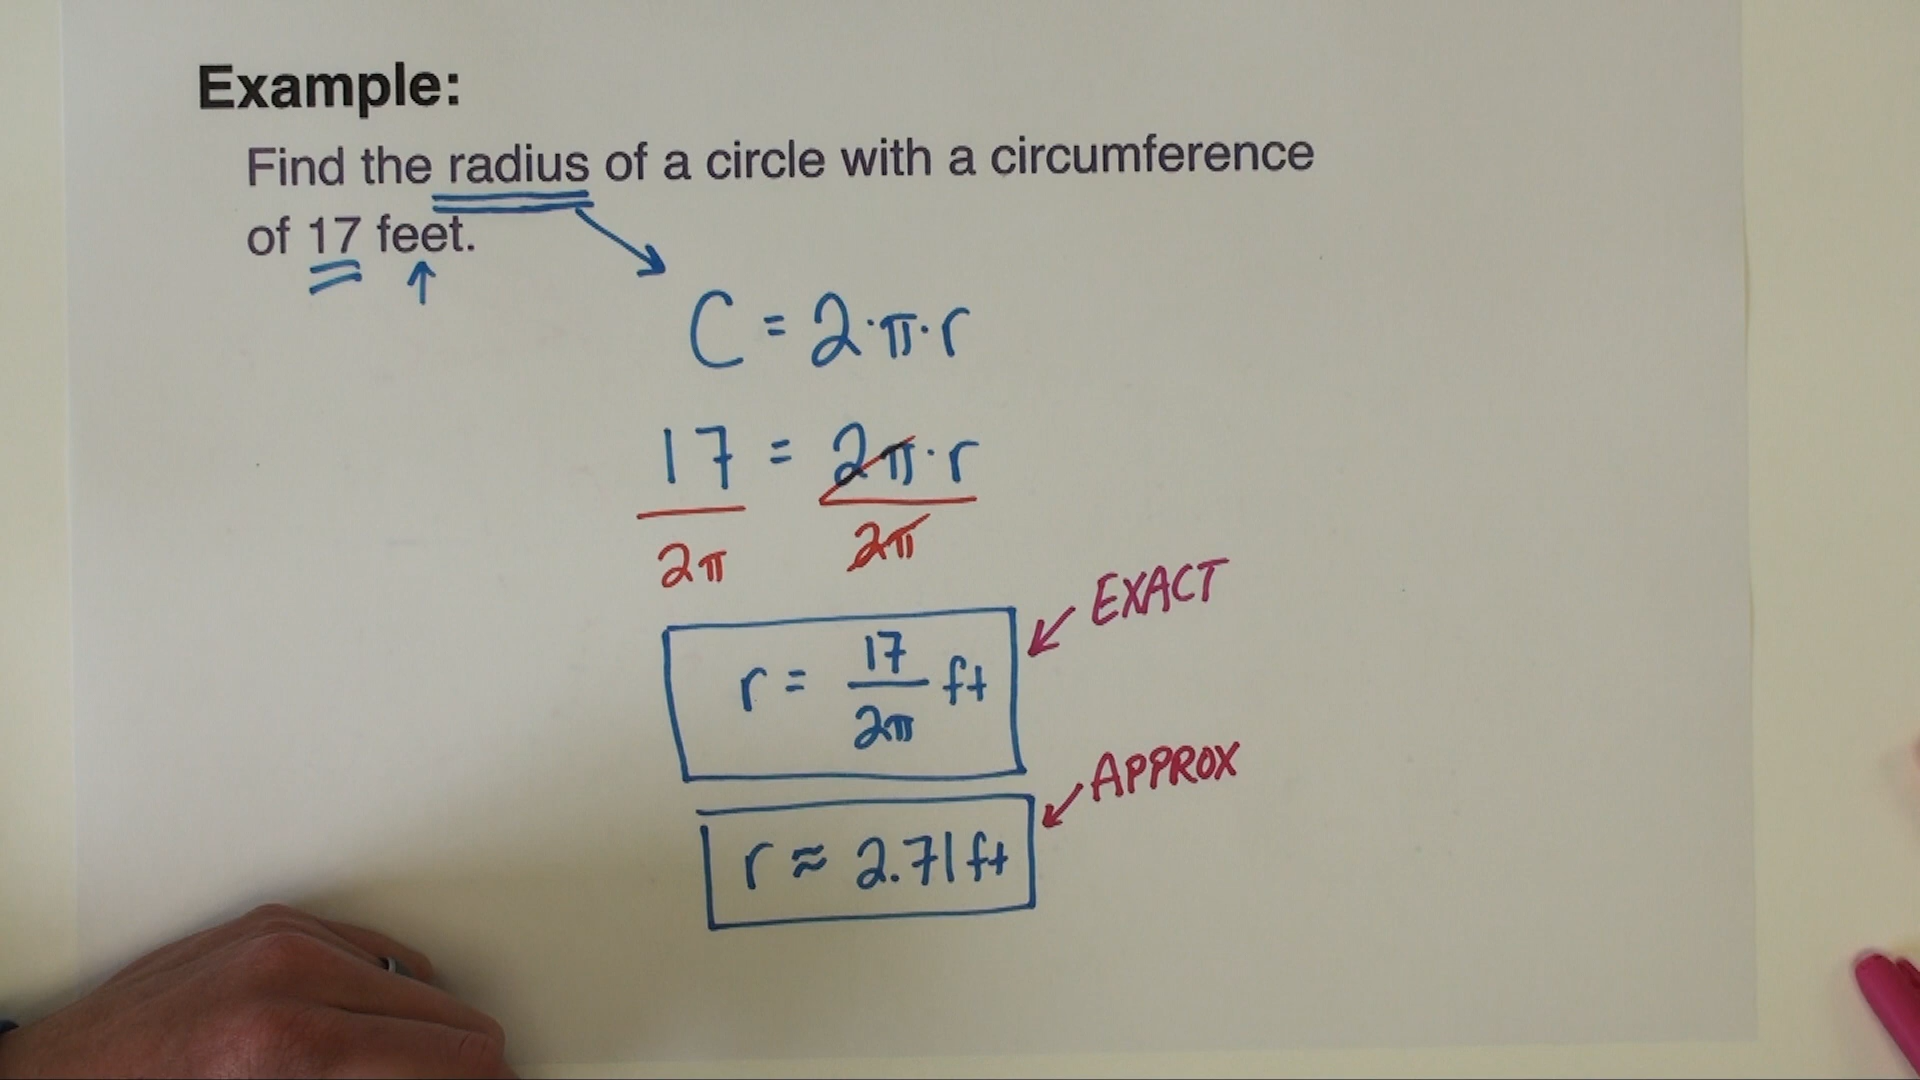 Example:
Find the radius of a circle with a circumference
of 17 feet.
C = 2·π·r
17 = 2π·r
2π 2π
EXACT
r = 17/2π ft
APPROX
r ≈ 2.71 ft